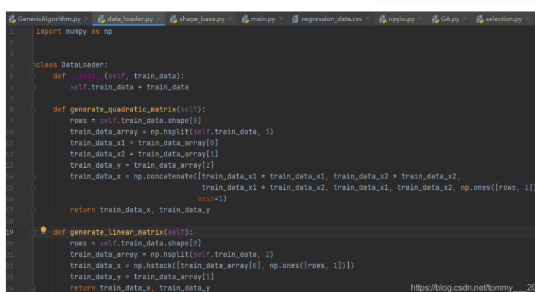 GenericAlgorithm.py × data_loader.py × shape_base.py × main.py × regression_data.csv × npyio.py × GA.py × selection.py ×
1 import numpy as np
2
3
4 class DataLoader:
5 def __init__(self, train_data):
6 self.train_data = train_data
7
8 def generate_quadratic_matrix(self):
9 rows = self.train_data.shape[0]
10 train_data_array = np.hsplit(self.train_data, 3)
11 train_data_x1 = train_data_array[0]
12 train_data_x2 = train_data_array[1]
13 train_data_y = train_data_array[2]
14 train_data_x = np.concatenate([train_data_x1 * train_data_x1, train_data_x2 * train_data_x2,
15 train_data_x1 * train_data_x2, train_data_x1, train_data_x2, np.ones([rows, 1])]
16 axis=1)
17 return train_data_x, train_data_y
18
19 def generate_linear_matrix(self):
20 rows = self.train_data.shape[0]
21 train_data_array = np.hsplit(self.train_data, 2)
22 train_data_x = np.hstack([train_data_array[0], np.ones([rows, 1])])
23 train_data_y = train_data_array[1]
24 return train_data_x, train_data_y
https://blog.csdn.net/tommy___20